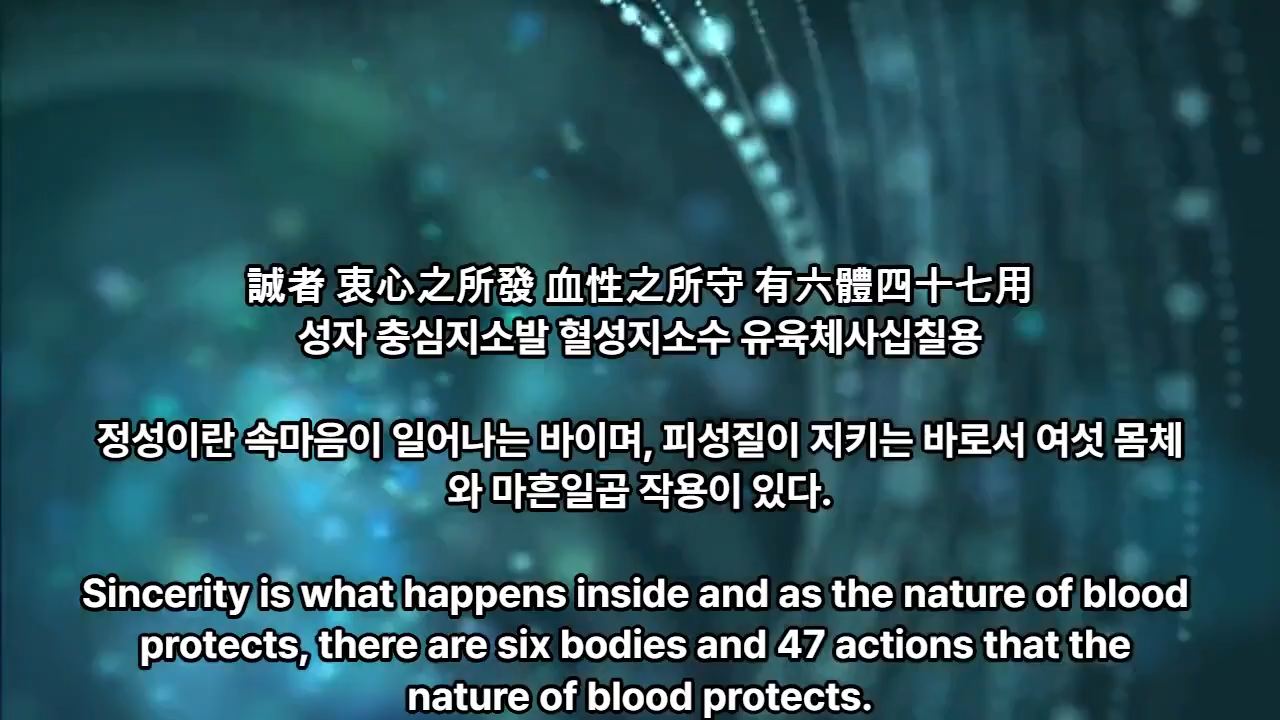 誠者 衷心之所發 血性之所守 有六體四十七用
성자 충심지소발 혈성지소수 유육체사십칠용
정성이란 속마음이 일어나는 바이며, 피성질이 지키는 바로서 여섯 몸체
와 마흔일곱 작용이 있다.
Sincerity is what happens inside and as the nature of blood
protects, there are six bodies and 47 actions that the
nature of blood protects.